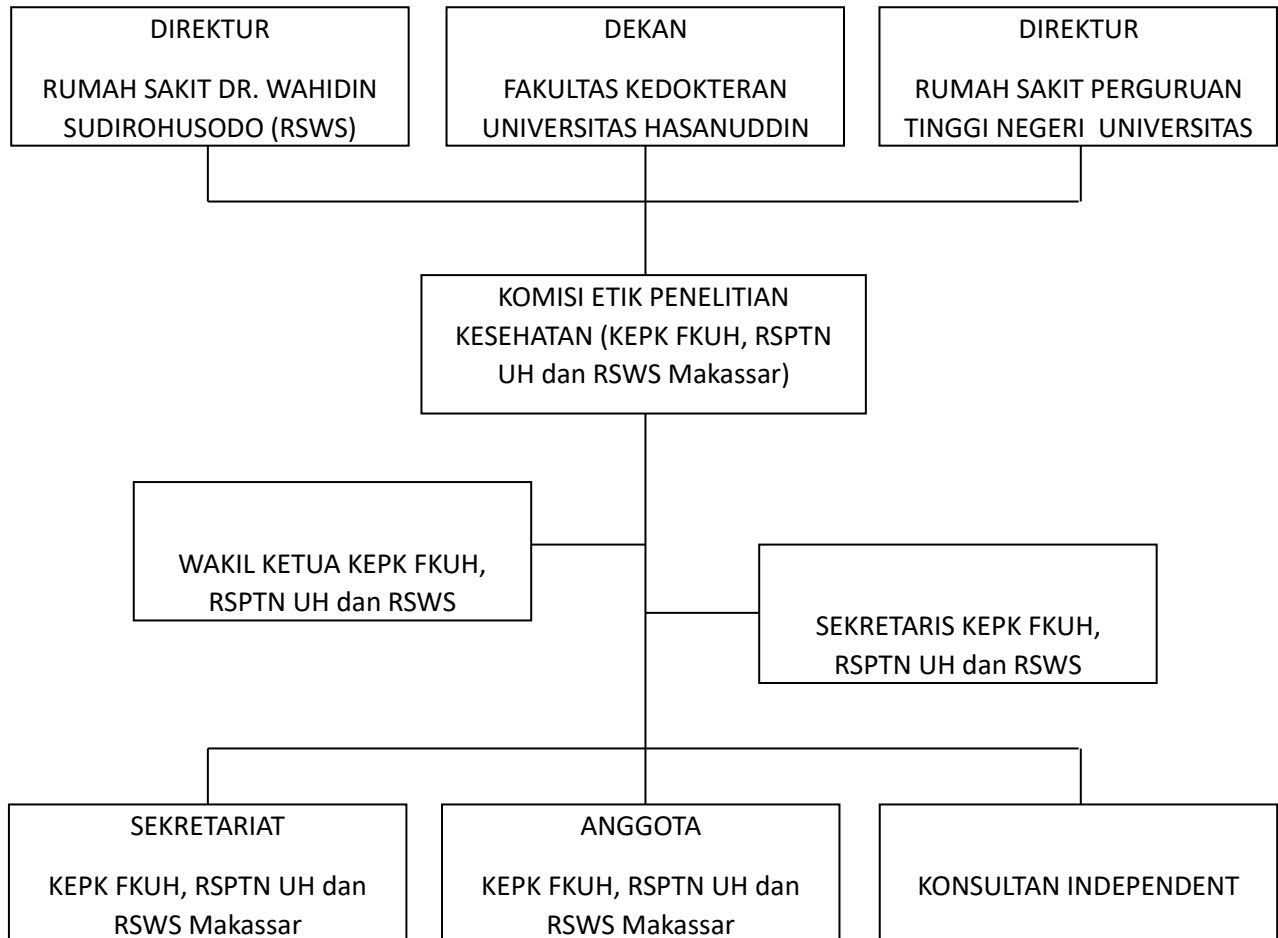 DIREKTUR
RUMAH SAKIT DR. WAHIDIN
SUDIROHUSODO (RSWS)
DEKAN
FAKULTAS KEDOKTERAN
UNIVERSITAS HASANUDDIN
DIREKTUR
RUMAH SAKIT PERGURUAN
TINGGI NEGERI UNIVERSITAS
KOMISI ETIK PENELITIAN
KESEHATAN (KEPK FKUH, RSPTN
UH dan RSWS Makassar)
WAKIL KETUA KEPK FKUH,
RSPTN UH dan RSWS
SEKRETARIS KEPK FKUH,
RSPTN UH dan RSWS
SEKRETARIAT
KEPK FKUH, RSPTN UH dan
RSWS Makassar
ANGGOTA
KEPK FKUH, RSPTN UH dan
RSWS Makassar
KONSULTAN INDEPENDENT